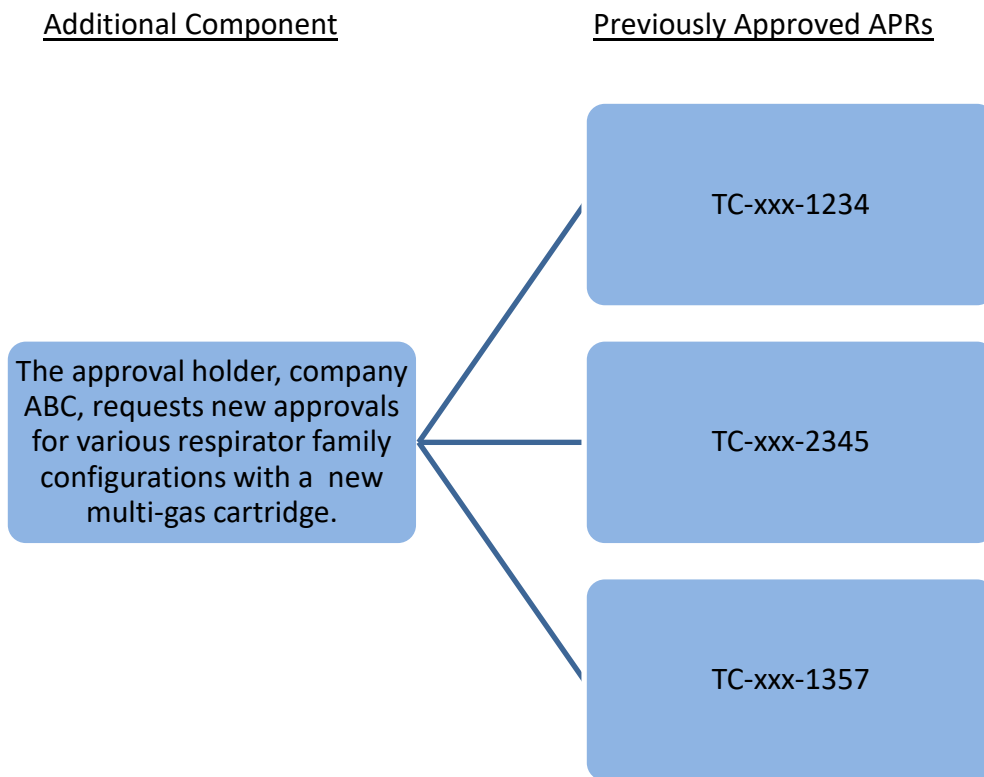 Additional Component
Previously Approved APRs
TC-xxx-1234
The approval holder, company
ABC, requests new approvals
for various respirator family
configurations with a  new
multi-gas cartridge.
TC-xxx-2345
TC-xxx-1357